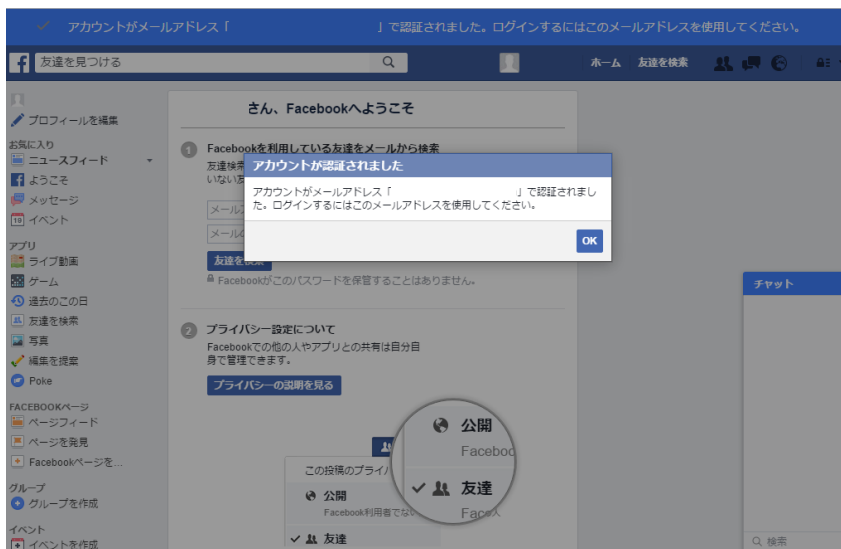 アカウントがメールアドレス「 」で認証されました。ログインするにはこのメールアドレスを使用してください。
友達を見つける
ホーム 友達を検索
プロフィールを編集
お気に入り
ニュースフィード
ようこそ
メッセージ
イベント
アプリ
ライブ動画
ゲーム
過去のこの日
友達を検索
写真
編集を提案
Poke
FACEBOOKページ
ページフィード
ページを発見
Facebookページを...
グループ
グループを作成
イベント
イベントを作成
さん、Facebookへようこそ
1 Facebookを利用している友達をメールから検索
友達検索
いない友
メール
メールの
友達を検索
Facebookがこのパスワードを保管することはありません。
アカウントが認証されました
アカウントがメールアドレス「 」で認証されまし
た。ログインするにはこのメールアドレスを使用してください。
OK
2 プライバシー設定について
Facebookでの他の人やアプリとの共有は自分自
身で管理できます。
プライバシーの説明を見る
この投稿のプライバ
公開
Facebook利用者でない
友達
公開
Facebo
友達
チャット
検索